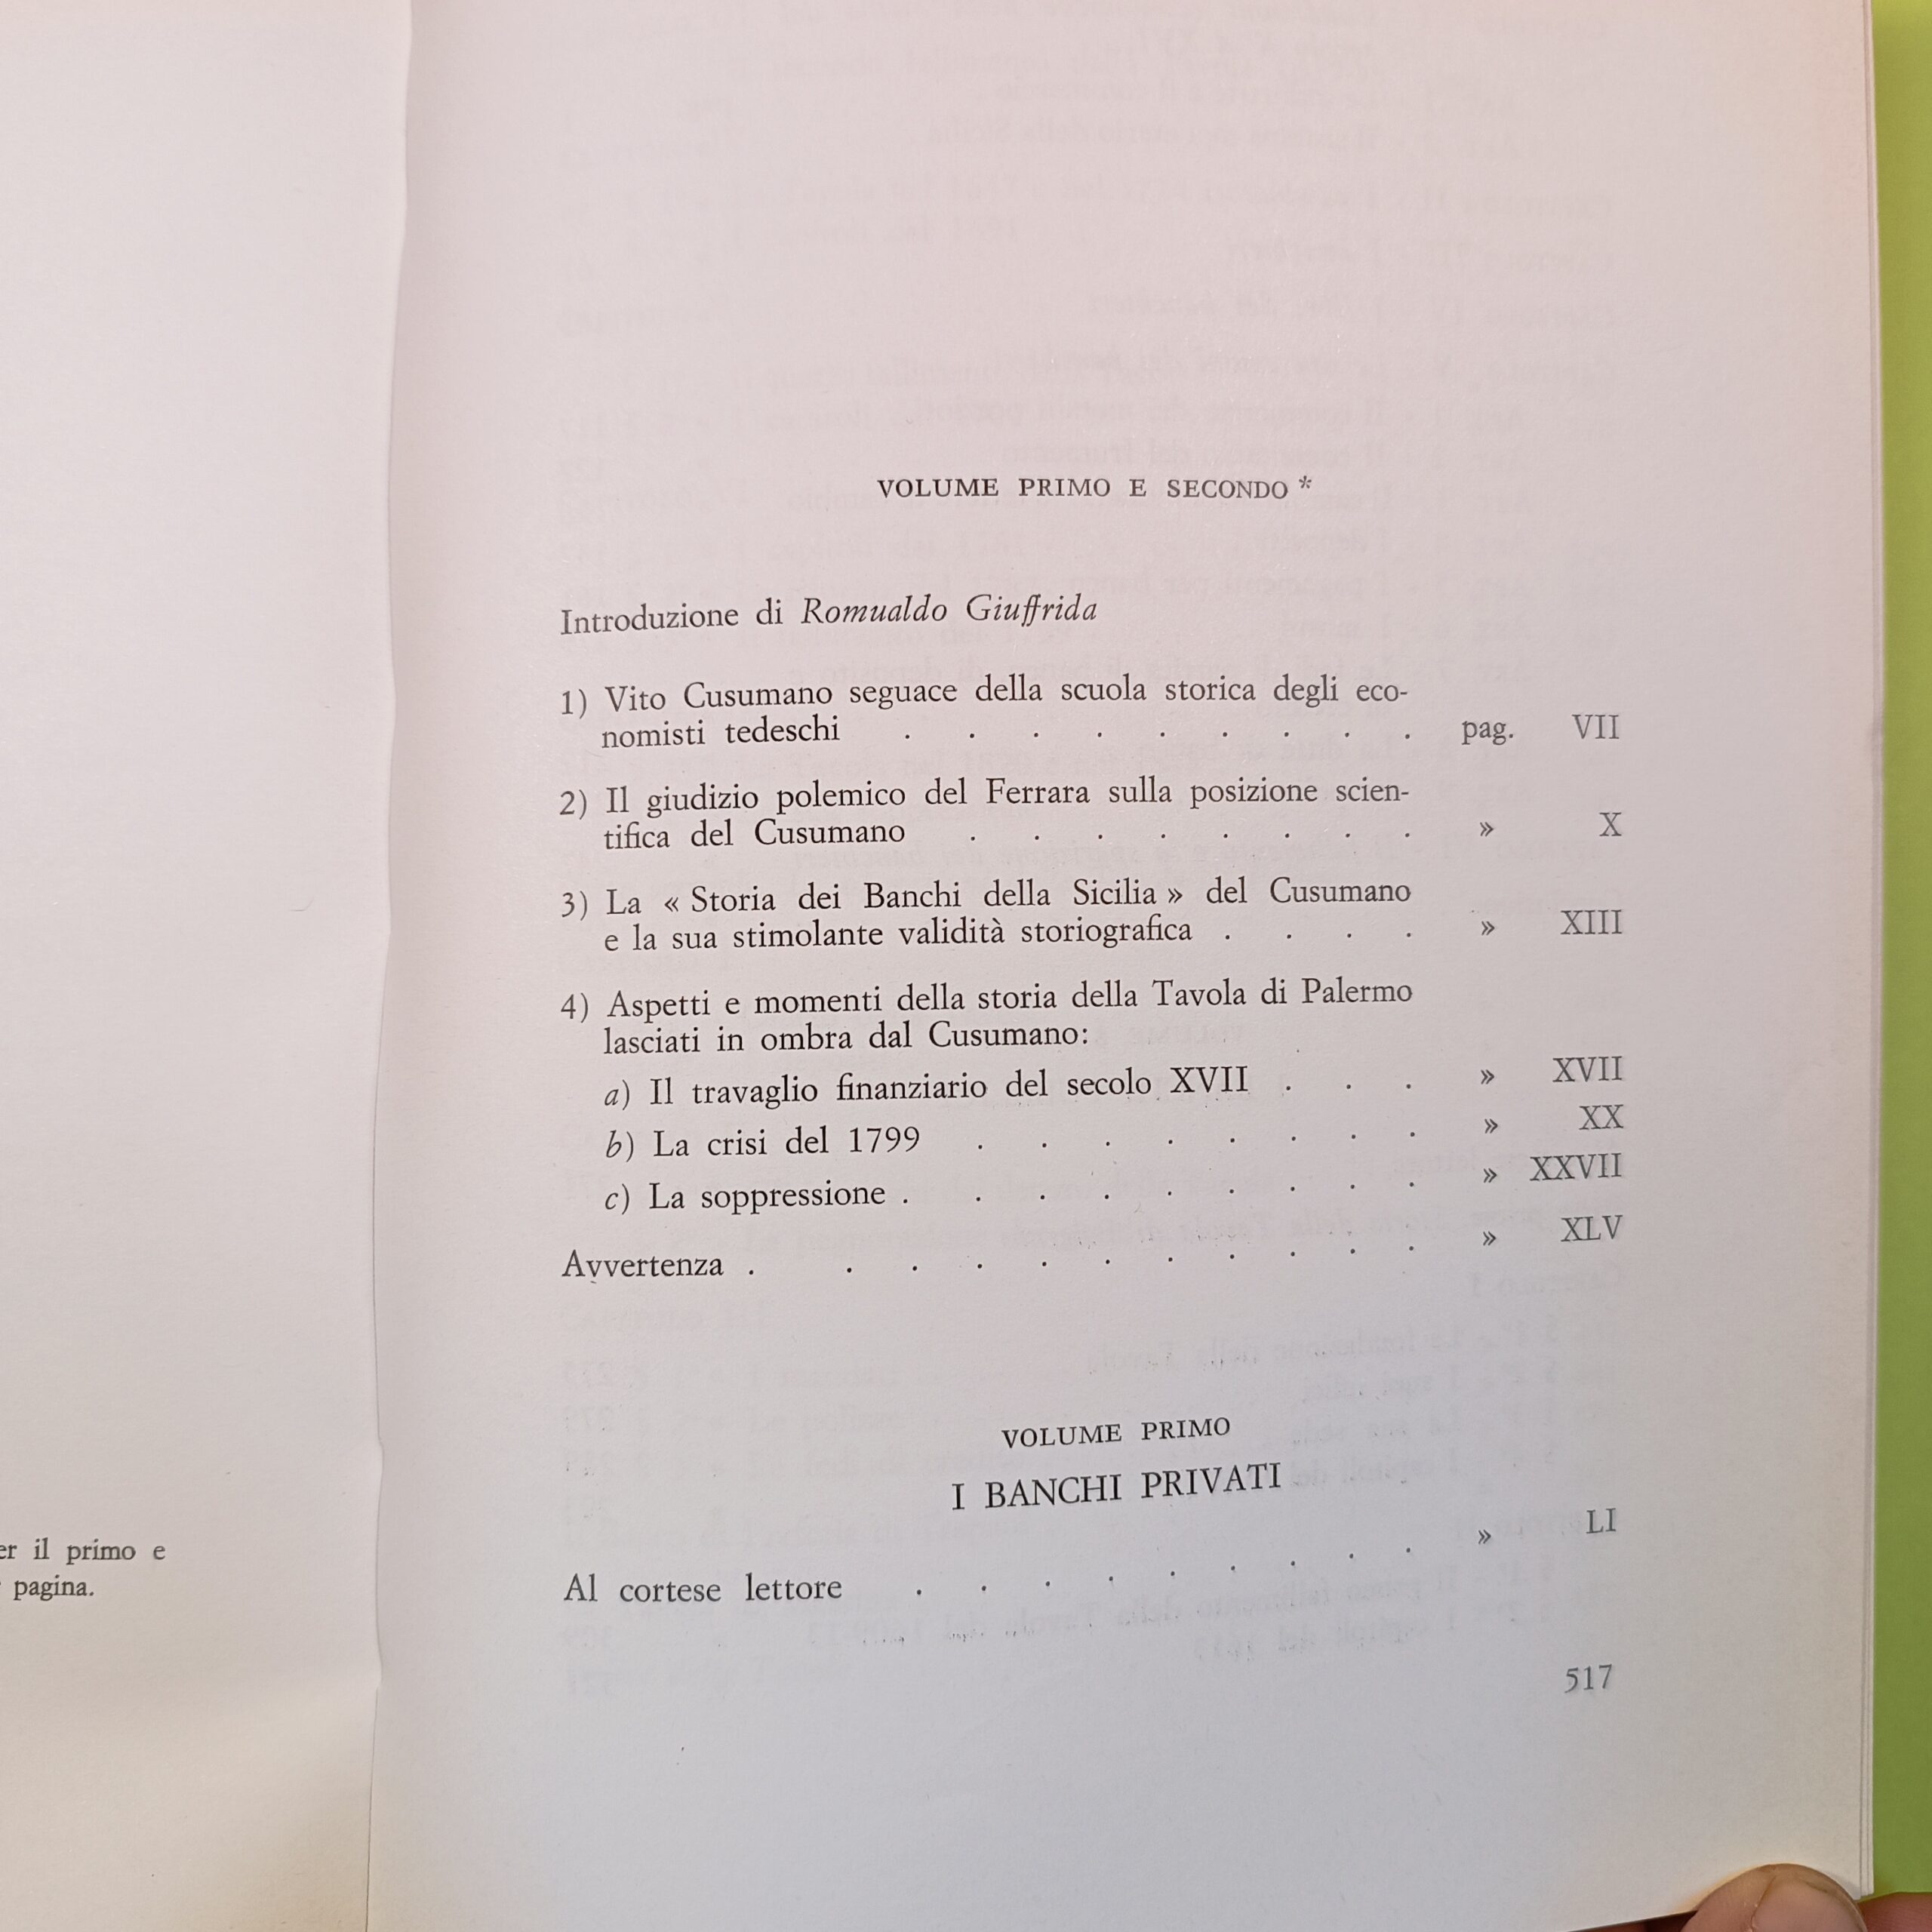 VOLUME PRIMO E SECONDO *
Introduzione di Romualdo Giuffrida
1) Vito Cusumano seguace della scuola storica degli eco-
nomisti tedeschi . . . . . . . . . pag. VII
2) Il giudizio polemico del Ferrara sulla posizione scien-
tifica del Cusumano . . . . . . . . » X
3) La « Storia dei Banchi della Sicilia » del Cusumano
e la sua stimolante validità storiografica . . . . » XIII
4) Aspetti e momenti della storia della Tavola di Palermo
lasciati in ombra dal Cusumano:
a) Il travaglio finanziario del secolo XVII . . . » XVII
b) La crisi del 1799 . . . . . . . . » XX
c) La soppressione . . . . . . . . . » XXVII
Avvertenza . . . . . . . . . . . » XLV
VOLUME PRIMO
I BANCHI PRIVATI
Al cortese lettore . . . . . . . . . » LI
517
er il primo e
pagina.